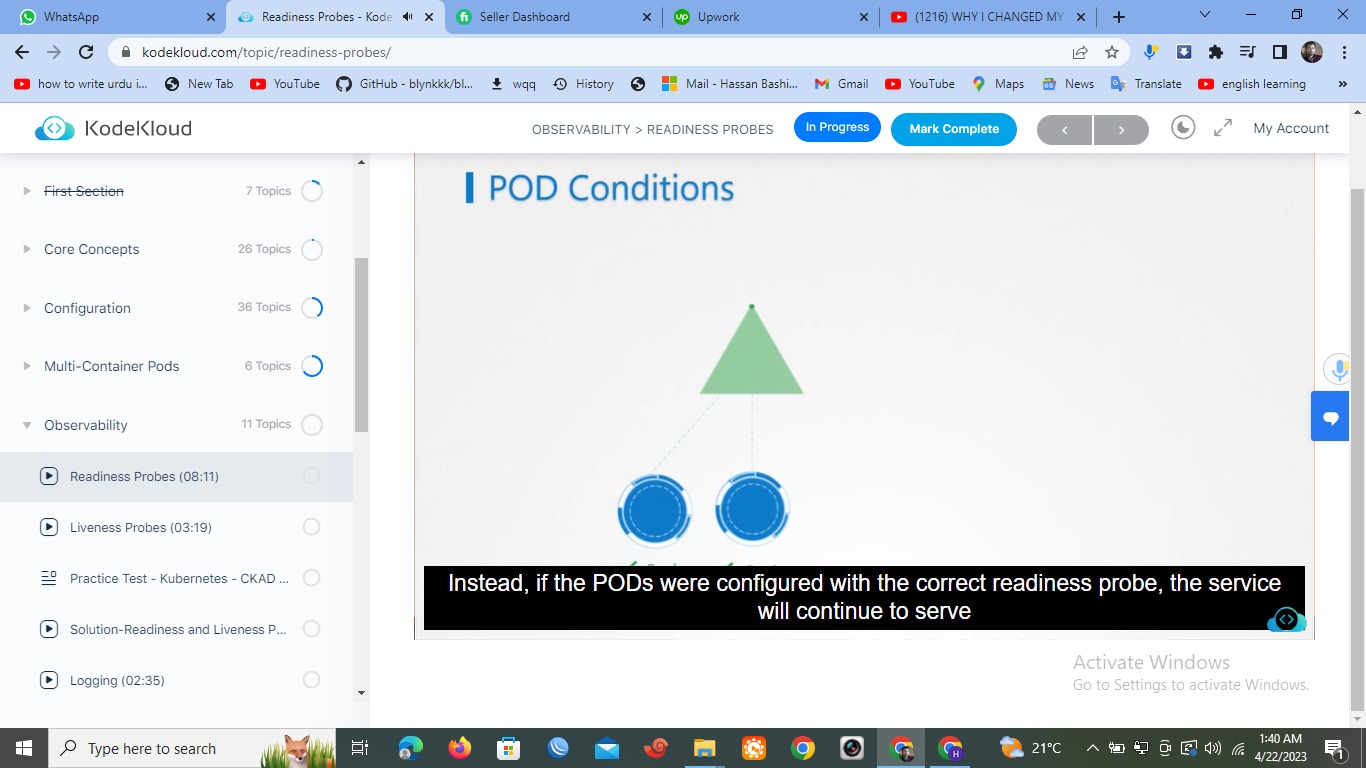 WhatsApp
Readiness Probes - Kode
Seller Dashboard
Upwork
(1216) WHY I CHANGED MY
kodekloud.com/topic/readiness-probes/
how to write urdu i...
New Tab
YouTube
GitHub - blynkkk/bl...
wqq
History
Mail - Hassan Bashi...
Gmail
YouTube
Maps
News
Translate
english learning
»
KodeKloud
OBSERVABILITY > READINESS PROBES
In Progress
Mark Complete
My Account
First Section
7 Topics
Core Concepts
26 Topics
Configuration
36 Topics
Multi-Container Pods
6 Topics
Observability
11 Topics
Readiness Probes (08:11)
Liveness Probes (03:19)
Practice Test - Kubernetes - CKAD ...
Solution-Readiness and Liveness P...
Logging (02:35)
POD Conditions
Instead, if the PODs were configured with the correct readiness probe, the service
will continue to serve
Activate Windows
Go to Settings to activate Windows.
Type here to search
21°C
1:40 AM
4/22/2023
1